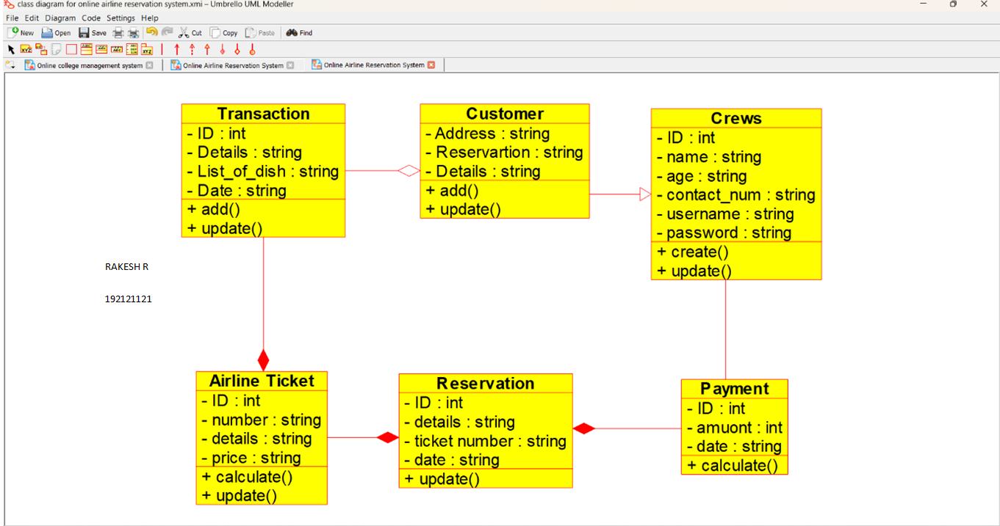 class diagram for online airline reservation system.xmi – Umbrello UML Modeller
File Edit Diagram Code Settings Help
New Open Save Cut Copy Paste Find
Online college management system Online Airline Reservation System Online Airline Reservation System
Transaction
- ID : int
- Details : string
- List_of_dish : string
- Date : string
+ add()
+ update()
Customer
- Address : string
- Reservartion : string
- Details : string
+ add()
+ update()
Crews
- ID : int
- name : string
- age : string
- contact_num : string
- username : string
- password : string
+ create()
+ update()
RAKESH R
192121121
Airline Ticket
- ID : int
- number : string
- details : string
- price : string
+ calculate()
+ update()
Reservation
- ID : int
- details : string
- ticket number : string
- date : string
+ update()
Payment
- ID : int
- amuont : int
- date : string
+ calculate()